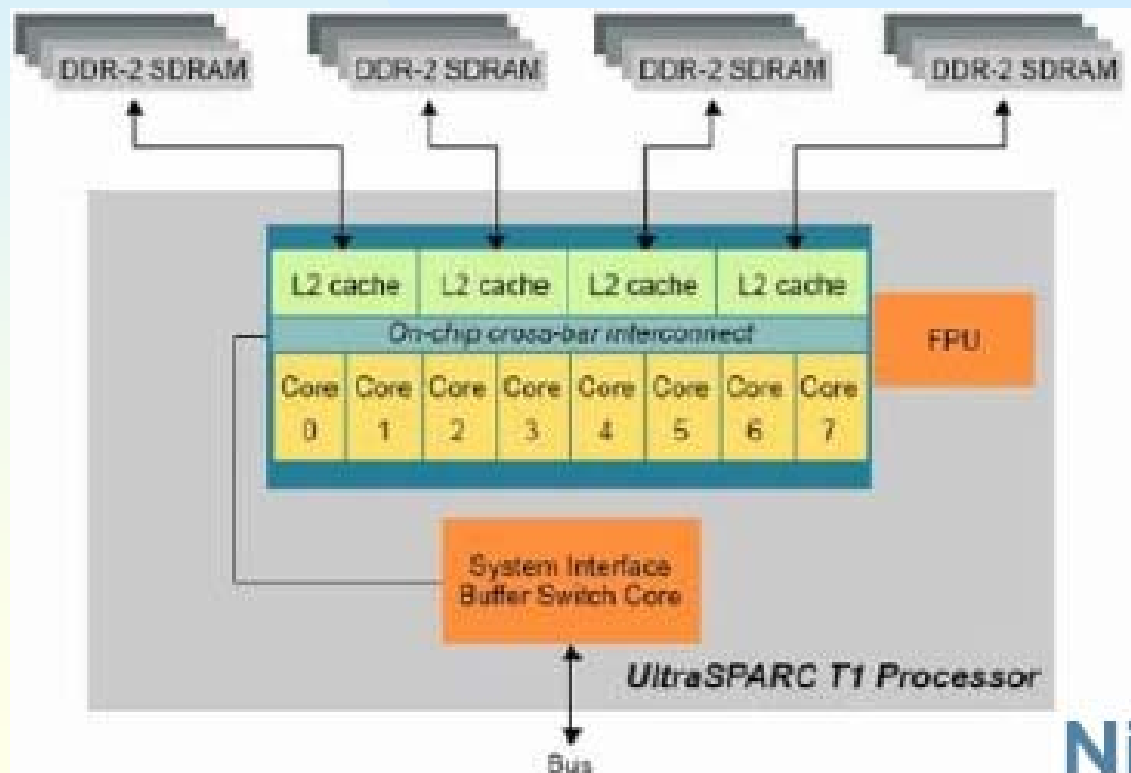 DDR-2 SDRAM DDR-2 SDRAM DDR-2 SDRAM DDR-2 SDRAM
L2 cache L2 cache L2 cache L2 cache
On-chip cross-bar interconnect
FPU
Core Core Core Core Core Core Core Core
0 1 2 3 4 5 6 7
System Interface
Buffer Switch Core
UltraSPARC T1 Processor
Bus
Ni